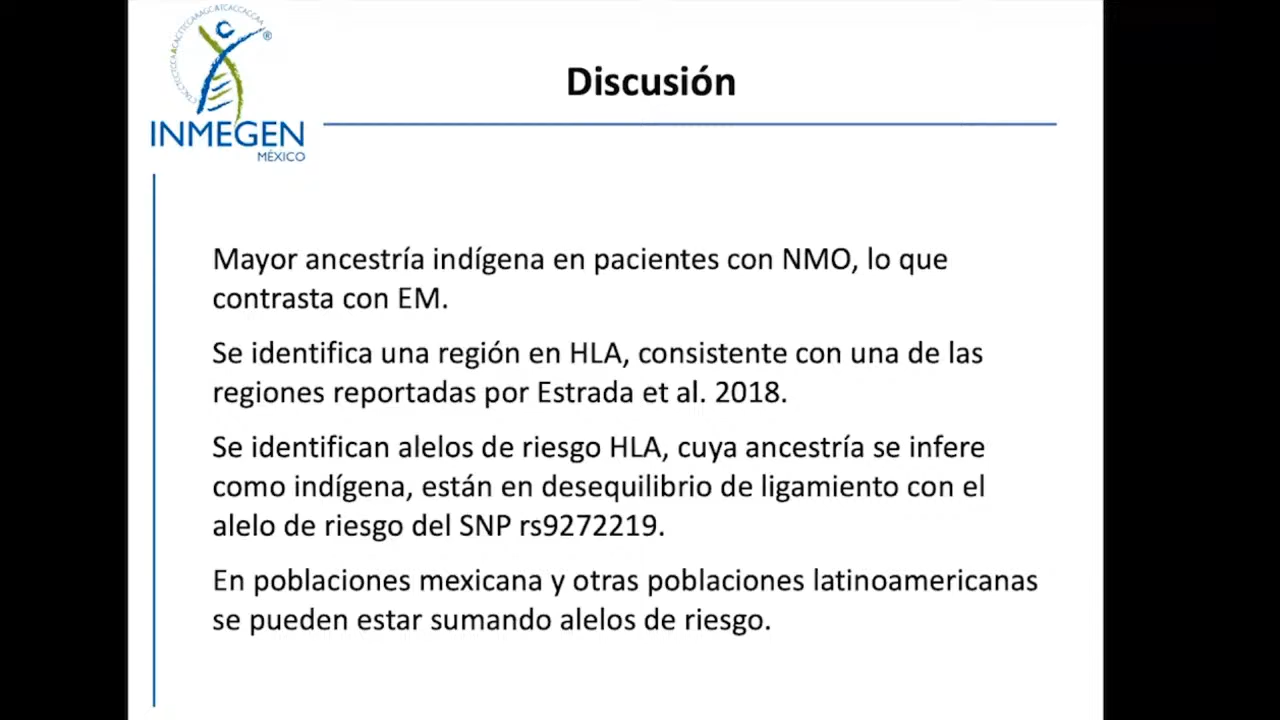 INMEGEN
MÉXICO
®
Discusión
Mayor ancestría indígena en pacientes con NMO, lo que
contrasta con EM.
Se identifica una región en HLA, consistente con una de las
regiones reportadas por Estrada et al. 2018.
Se identifican alelos de riesgo HLA, cuya ancestría se infere
como indígena, están en desequilibrio de ligamiento con el
alelo de riesgo del SNP rs9272219.
En poblaciones mexicana y otras poblaciones latinoamericanas
se pueden estar sumando alelos de riesgo.